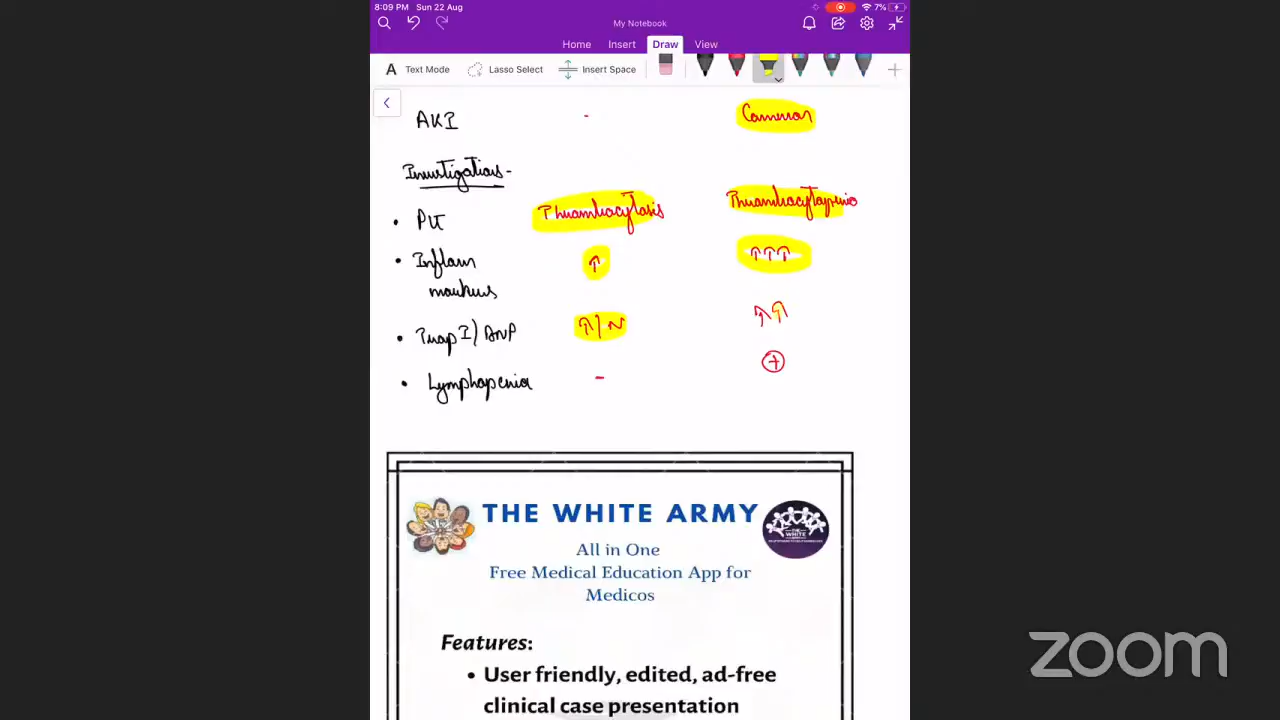 8:09 PM Sun 22 Aug
7%
My Notebook
Home Insert Draw View
A Text Mode Lasso Select Insert Space
AKI - Common
Investigations -
• Plt Thrombocytosis Thrombocytopenia
• Inflam ↑ ↑↑↑
markers
• Trop I/BNP ↑/N ↑↑
• Lymphopenia - +
THE WHITE ARMY
THE WHITE
All in One
Free Medical Education App for
Medicos
Features:
• User friendly, edited, ad-free
clinical case presentation
zoom